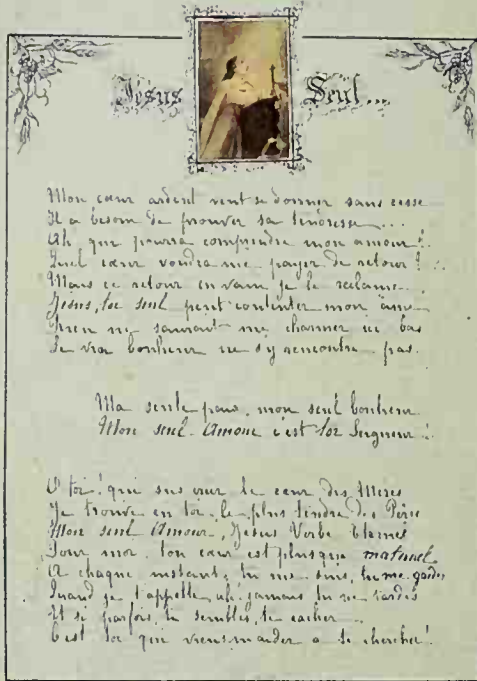 Jésus Seul...
Mon cœur ardent veut se donner sans cesse
Il a besoin de prouver sa tendresse...
Ah qui pourra comprendre mon amour !..
Quel cœur voudra me payer de retour ?..
Mais ce retour en vain je le réclame..
Jésus, toi seul peut contenter mon âme
Rien ne saurait me charmer ici bas
Le vrai bonheur ne s'y rencontre pas.
Ma seule paix, mon seul bonheur
Mon seul Amour c'est toi Seigneur !..
O toi ! qui sus créer le cœur des Mères
Je trouve en toi, le plus tendre des Pères
Mon seul Amour, Jésus Verbe Eternel
Pour moi, ton cœur est plus que maternel
A chaque instant, tu me suis, tu me gardes
Quand je t'appelle, ah ! jamais tu ne tardes
Et si parfois, tu sembles te cacher..
C'est toi qui viens m'aider à te chercher !